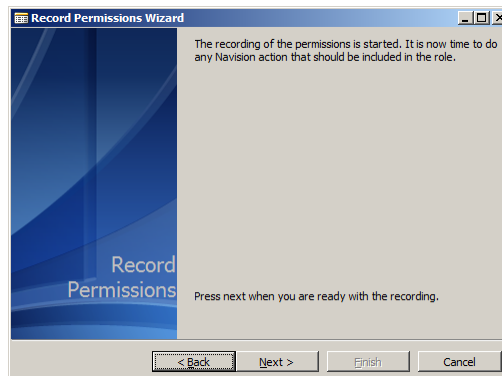 Record Permissions Wizard
The recording of the permissions is started. It is now time to do
any Navision action that should be included in the role.
Record
Permissions
Press next when you are ready with the recording.
< Back Next > Finish Cancel